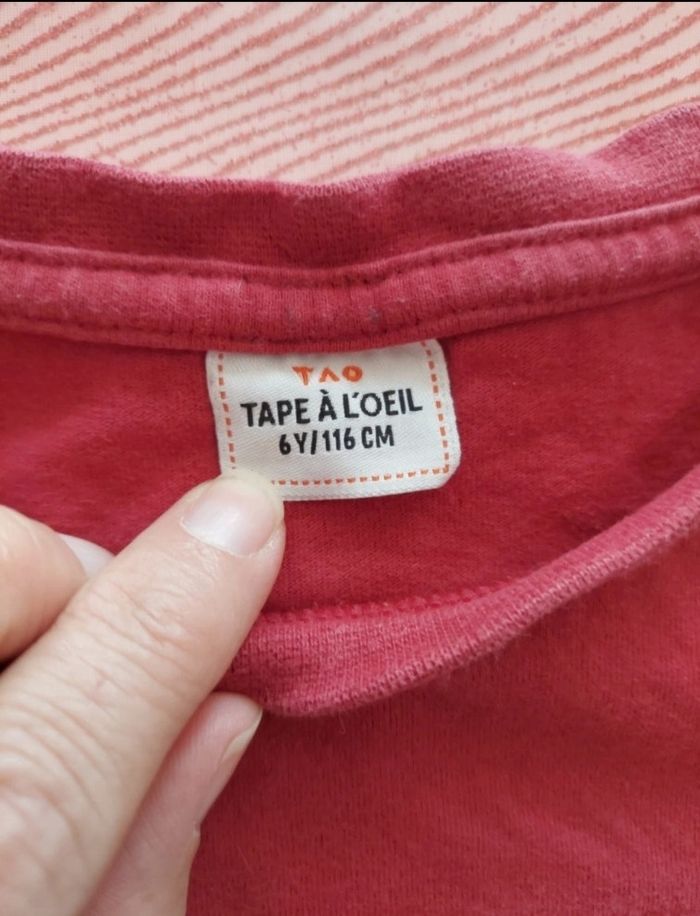 TAO
TAPE À L'OEIL
6Y/116 CM